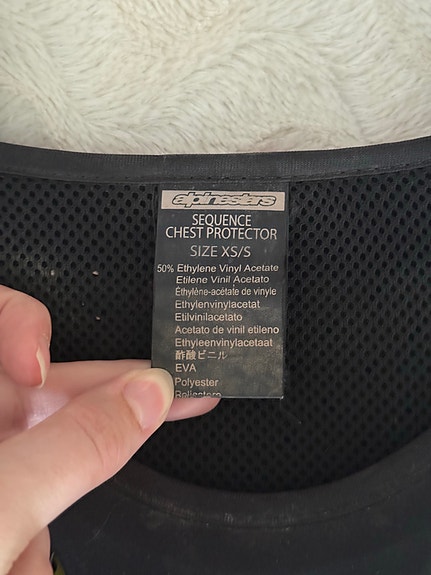 alpinestars
SEQUENCE
CHEST PROTECTOR
SIZE XS/S
50% Ethylene Vinyl Acetate
Etilene Vinil Acetato
Éthylène-acétate de vinyle
Ethylenvinylacetat
Etilvinilacetato
Acetato de vinil etileno
Ethyleenvinylacetaat
酢酸ビニル
EVA
Polyester